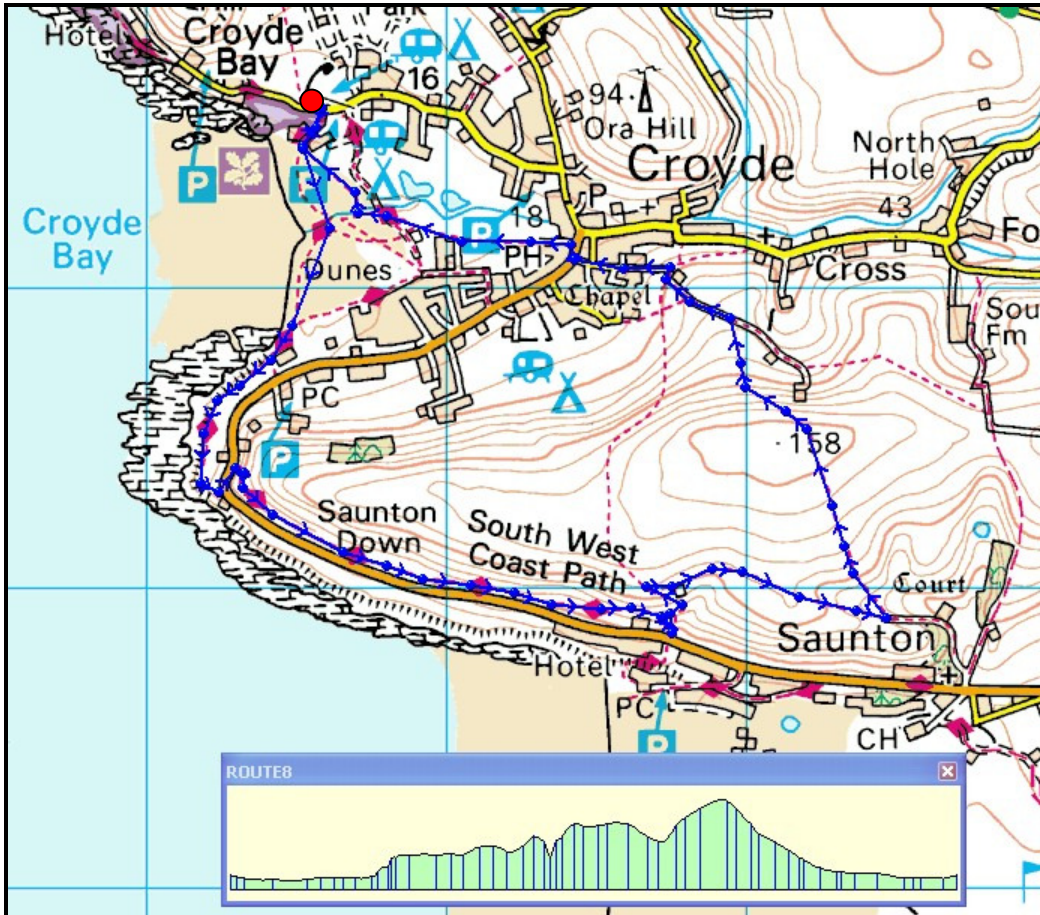 Hotel
Croyde
Bay
Park
16
94
Ora Hill
Croyde
North
Hole
43
P
P
P
P
18
PH
Fo
Cross
Croyde
Bay
Dunes
Chapel
Sou
Fm
PC
P
158
Saunton
Down
South West
Coast Path
Court
Saunton
Hotel
PC
P
CH
ROUTE8